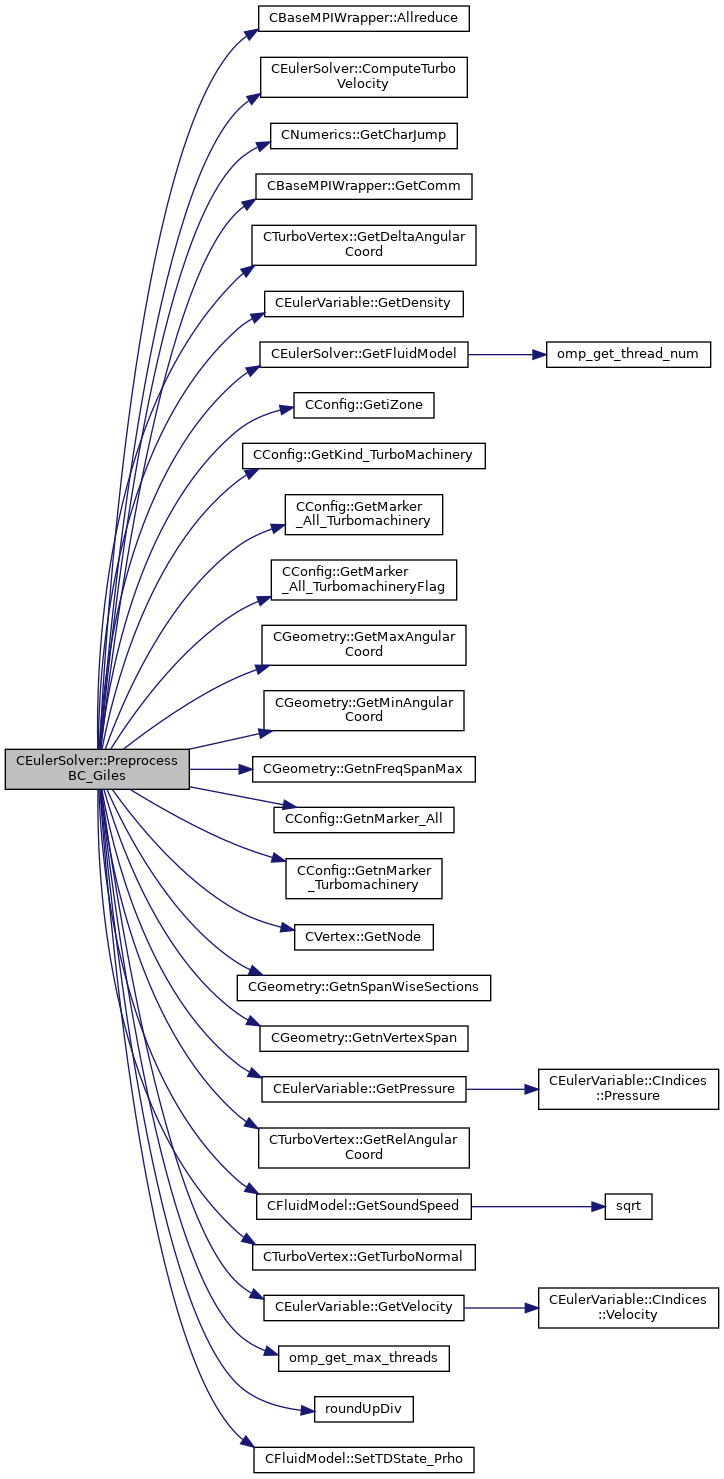 CBaseMPIWrapper::Allreduce
CEulerSolver::ComputeTurbo
Velocity
CNumerics::GetCharJump
CBaseMPIWrapper::GetComm
CTurboVertex::GetDeltaAngular
Coord
CEulerVariable::GetDensity
CEulerSolver::GetFluidModel
omp_get_thread_num
CConfig::GetiZone
CConfig::GetKind_TurboMachinery
CConfig::GetMarker
_All_Turbomachinery
CConfig::GetMarker
_All_TurbomachineryFlag
CGeometry::GetMaxAngular
Coord
CGeometry::GetMinAngular
Coord
CEulerSolver::Preprocess
BC_Giles
CGeometry::GetnFreqSpanMax
CConfig::GetnMarker_All
CConfig::GetnMarker
_Turbomachinery
CVertex::GetNode
CGeometry::GetnSpanWiseSections
CGeometry::GetnVertexSpan
CEulerVariable::GetPressure
CEulerVariable::CIndices
::Pressure
CTurboVertex::GetRelAngular
Coord
CFluidModel::GetSoundSpeed
sqrt
CTurboVertex::GetTurboNormal
CEulerVariable::GetVelocity
CEulerVariable::CIndices
::Velocity
omp_get_max_threads
roundUpDiv
CFluidModel::SetTDState_Prho